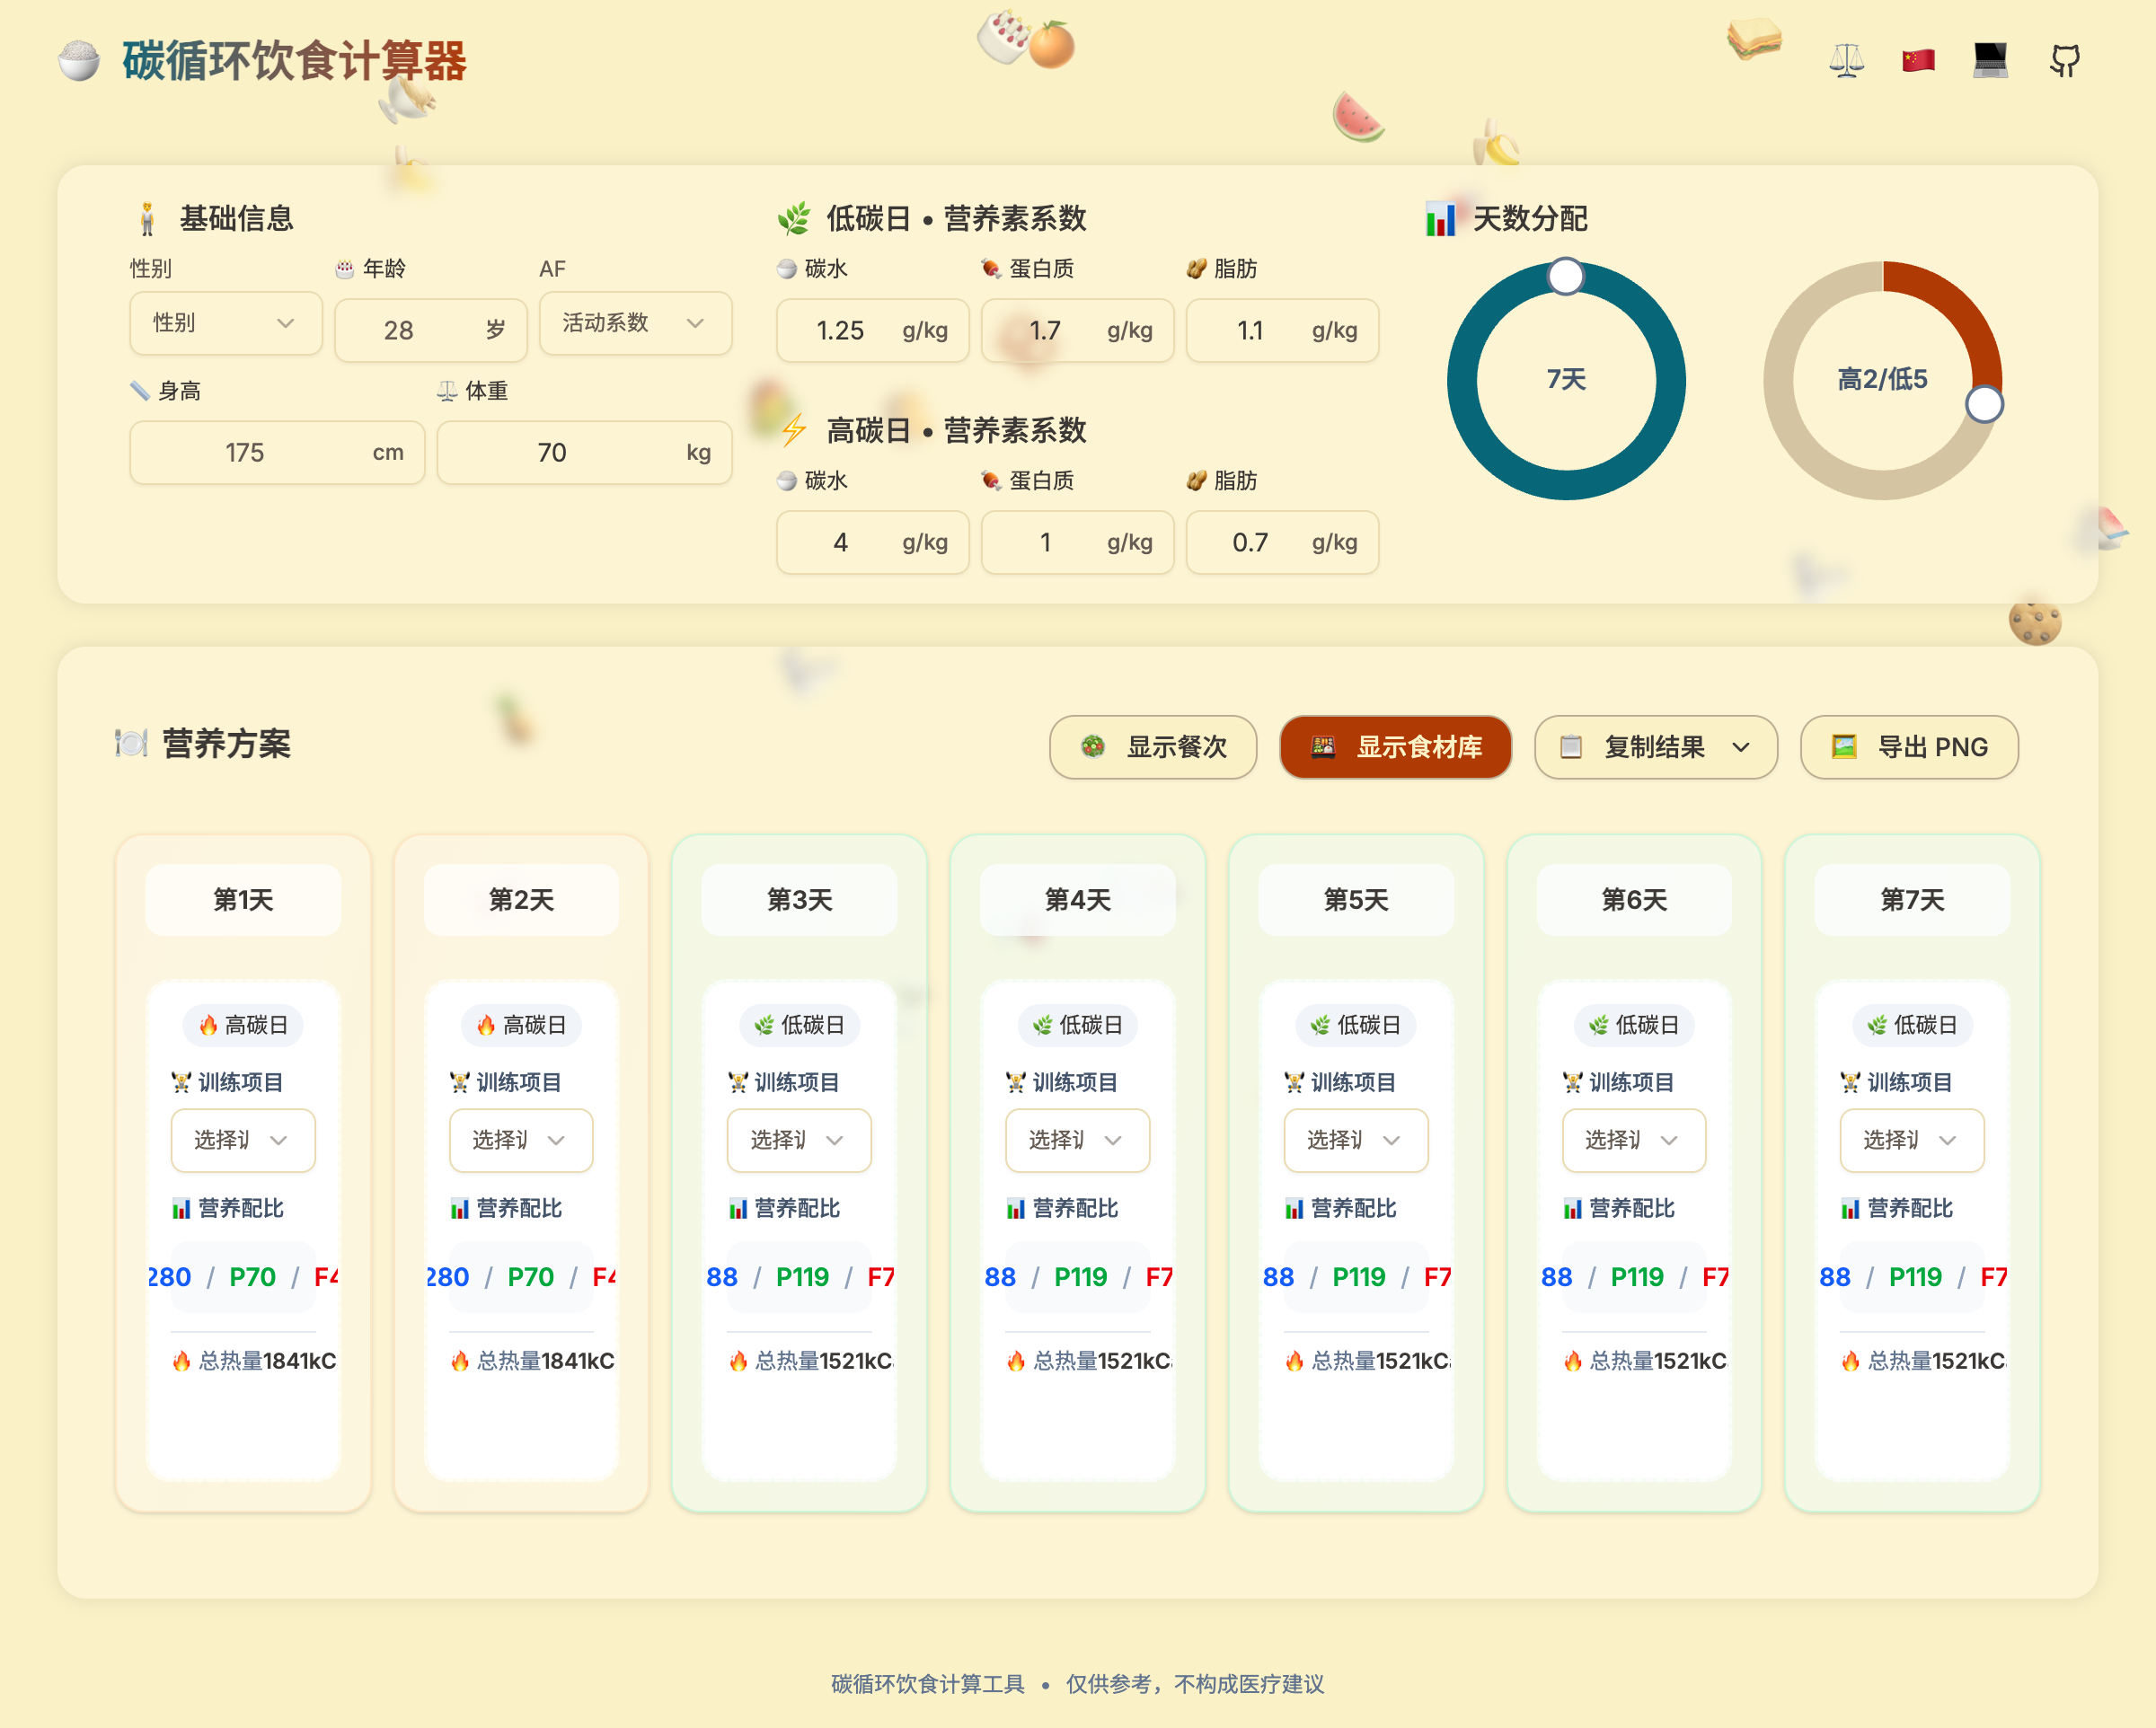 碳循环饮食计算器
基础信息
性别
年龄
AF
性别
28 岁
活动系数
身高
体重
175 cm
70 kg
低碳日 • 营养素系数
碳水
蛋白质
脂肪
1.25 g/kg
1.7 g/kg
1.1 g/kg
高碳日 • 营养素系数
碳水
蛋白质
脂肪
4 g/kg
1 g/kg
0.7 g/kg
天数分配
7天
高2/低5
营养方案
显示餐次
显示食材库
复制结果
导出 PNG
第1天
高碳日
训练项目
选择
营养配比
280 / P70 / F4
总热量1841kC
第2天
高碳日
训练项目
选择
营养配比
280 / P70 / F4
总热量1841kC
第3天
低碳日
训练项目
选择
营养配比
88 / P119 / F7
总热量1521kC
第4天
低碳日
训练项目
选择
营养配比
88 / P119 / F7
总热量1521kC
第5天
低碳日
训练项目
选择
营养配比
88 / P119 / F7
总热量1521kC
第6天
低碳日
训练项目
选择
营养配比
88 / P119 / F7
总热量1521kC
第7天
低碳日
训练项目
选择
营养配比
88 / P119 / F7
总热量1521kC
碳循环饮食计算工具 • 仅供参考，不构成医疗建议